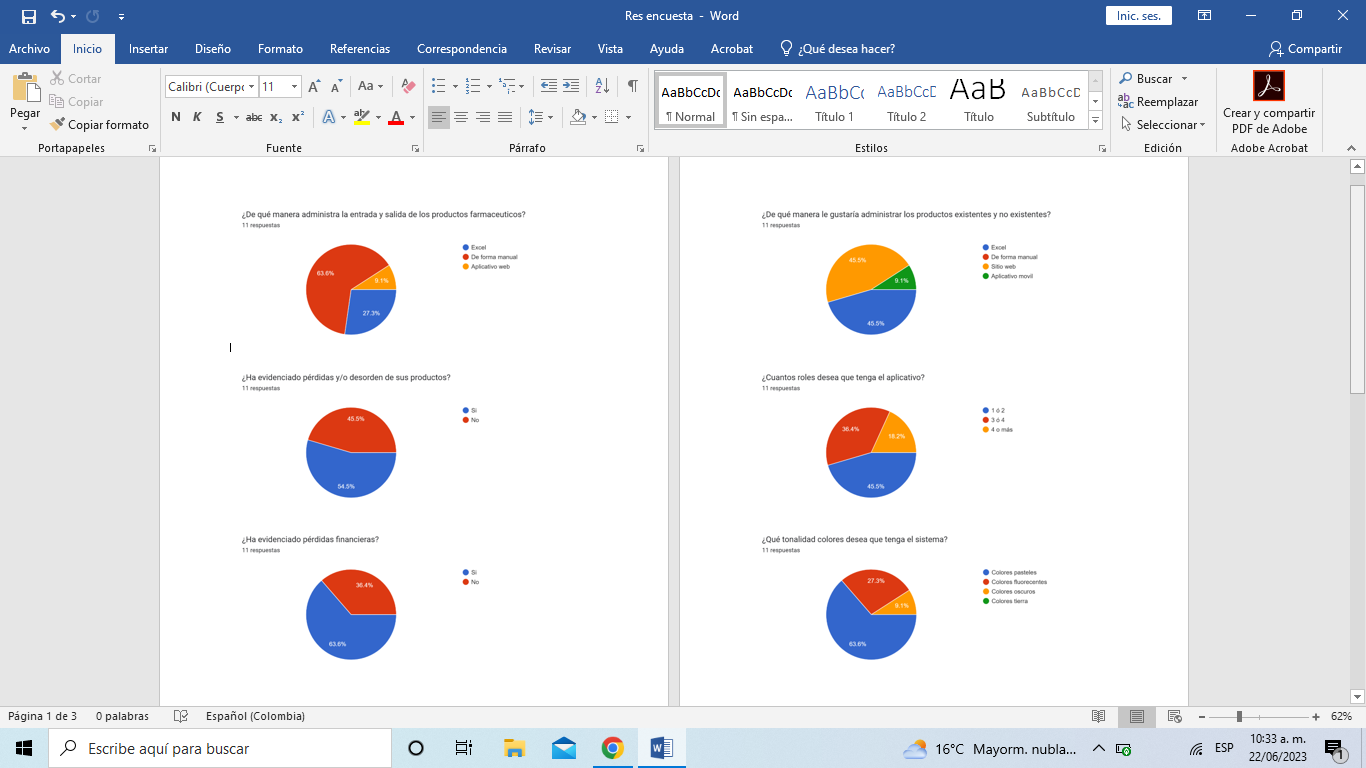 Res encuesta - Word
Inic. ses.
Archivo Inicio Insertar Diseño Formato Referencias Correspondencia Revisar Vista Ayuda Acrobat ¿Qué desea hacer? Compartir
Pegar
Cortar
Copiar
Copiar formato
Portapapeles
Calibri (Cuerpo 11
Aa
N K S abc x₂ x²
Fuente
Párrafo
AaBbCcDc AaBbCcDc AaBbCc AaBbCcD AaB AaBbCcD
¶ Normal ¶ Sin espa... Título 1 Título 2 Título Subtítulo
Estilos
Buscar
Reemplazar
Seleccionar
Edición
Crear y compartir
PDF de Adobe
Adobe Acrobat
¿De qué manera administra la entrada y salida de los productos farmaceuticos?
11 respuestas
Excel
De forma manual
Aplicativo web
63.6%
9.1%
27.3%
¿Ha evidenciado pérdidas y/o desorden de sus productos?
11 respuestas
Si
No
45.5%
54.5%
¿Ha evidenciado pérdidas financieras?
11 respuestas
Si
No
36.4%
63.6%
¿De qué manera le gustaría administrar los productos existentes y no existentes?
11 respuestas
Excel
De forma manual
Sitio web
Aplicativo movil
45.5%
9.1%
45.5%
¿Cuantos roles desea que tenga el aplicativo?
11 respuestas
1 ó 2
3 ó 4
4 o más
36.4%
18.2%
45.5%
¿Qué tonalidad colores desea que tenga el sistema?
11 respuestas
Colores pasteles
Colores fluorecentes
Colores oscuros
Colores tierra
27.3%
9.1%
63.6%
Página 1 de 3 0 palabras Español (Colombia) 62%
Escribe aquí para buscar
16°C Mayorm. nubla...
ESP
10:33 a. m.
22/06/2023
1